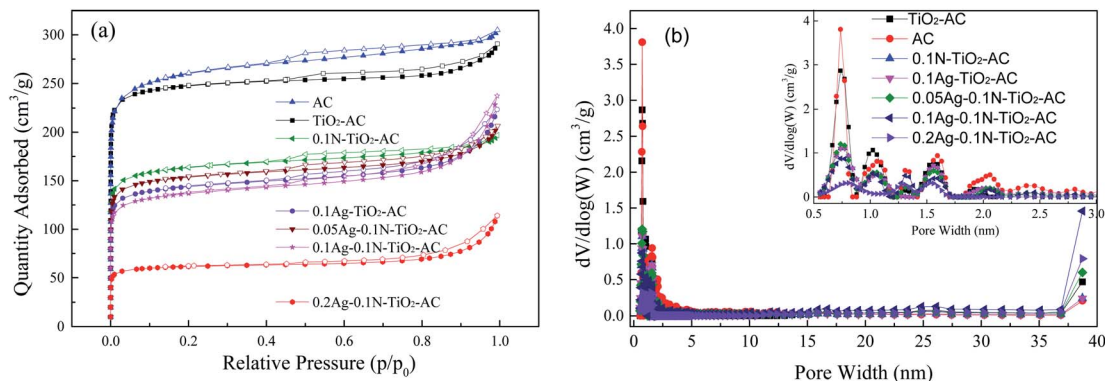 (a)
Quantity Adsorbed (cm³/g)
300
250
200
150
100
50
0
AC
TiO₂-AC
0.1N-TiO₂-AC
0.1Ag-TiO₂-AC
0.05Ag-0.1N-TiO₂-AC
0.1Ag-0.1N-TiO₂-AC
0.2Ag-0.1N-TiO₂-AC
0.0 0.2 0.4 0.6 0.8 1.0
Relative Pressure (p/p₀)
(b)
dV/dlog(W) (cm³/g)
4.0
3.5
3.0
2.5
2.0
1.5
1.0
0.5
0.0
0 5 10 15 20 25 30 35 40
Pore Width (nm)
TiO₂-AC
AC
0.1N-TiO₂-AC
0.1Ag-TiO₂-AC
0.05Ag-0.1N-TiO₂-AC
0.1Ag-0.1N-TiO₂-AC
0.2Ag-0.1N-TiO₂-AC
dV/dlog(W) (cm³/g)
4
3
2
1
0
0.5 1.0 1.5 2.0 2.5 3.0
Pore Width (nm)